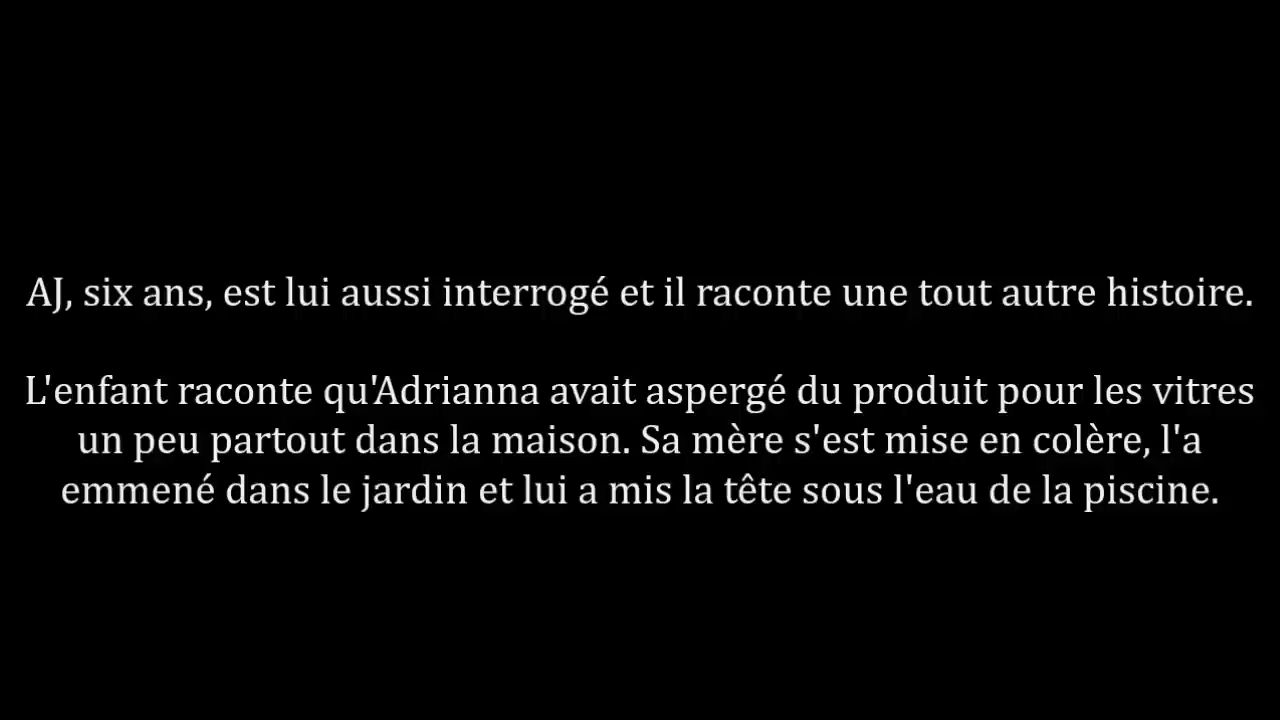 AJ, six ans, est lui aussi interrogé et il raconte une tout autre histoire.
L'enfant raconte qu'Adrianna avait aspergé du produit pour les vitres
un peu partout dans la maison. Sa mère s'est mise en colère, l'a
emmené dans le jardin et lui a mis la tête sous l'eau de la piscine.